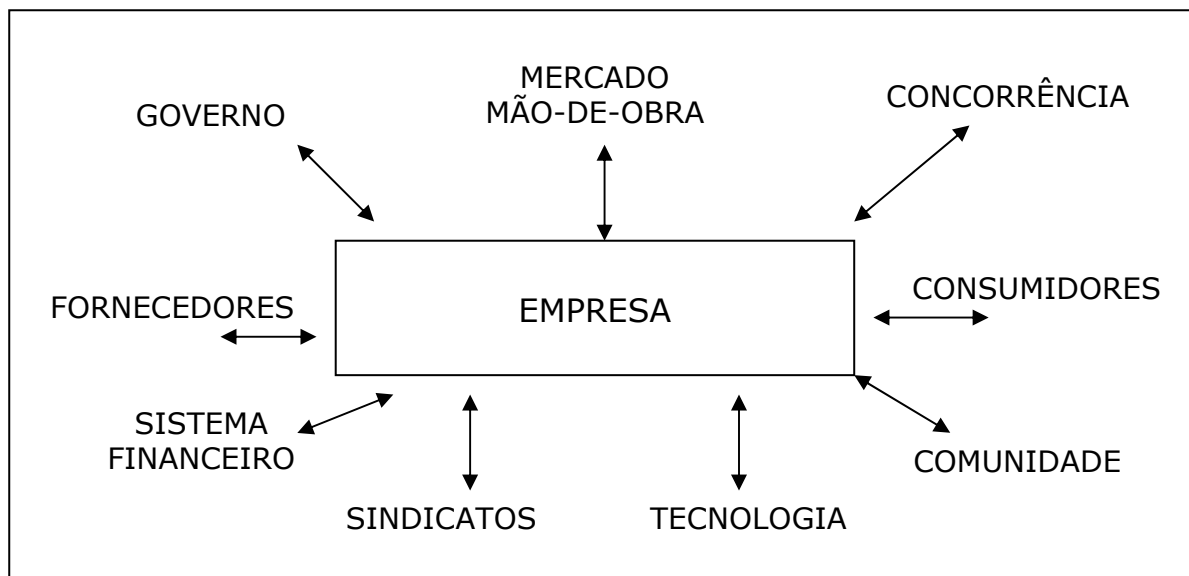 MERCADO
MÃO-DE-OBRA
GOVERNO
CONCORRÊNCIA
FORNECEDORES
EMPRESA
CONSUMIDORES
SISTEMA
FINANCEIRO
COMUNIDADE
SINDICATOS
TECNOLOGIA